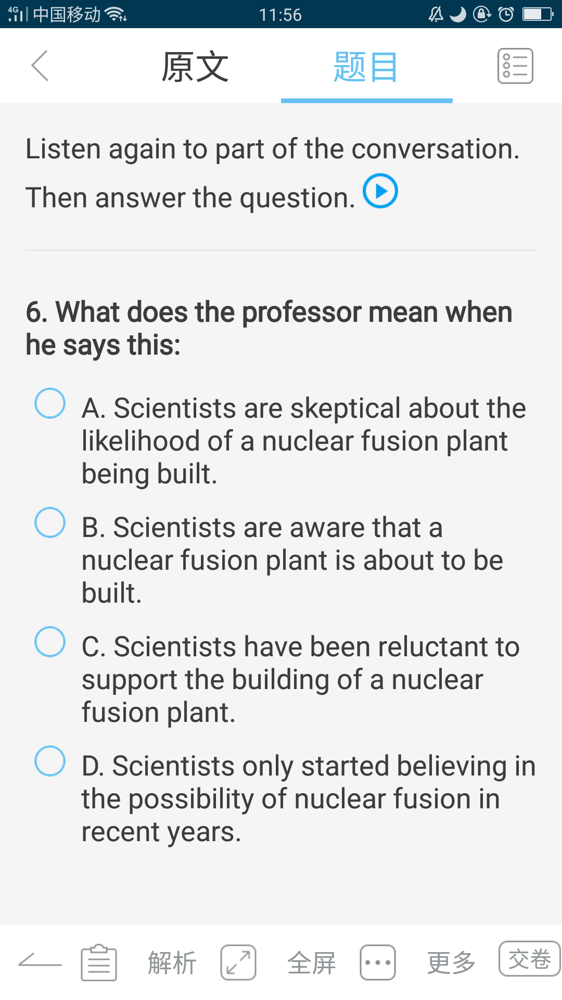 4G 中国移动 11:56
原文 题目
Listen again to part of the conversation.
Then answer the question.
6. What does the professor mean when
he says this:
A. Scientists are skeptical about the
likelihood of a nuclear fusion plant
being built.
B. Scientists are aware that a
nuclear fusion plant is about to be
built.
C. Scientists have been reluctant to
support the building of a nuclear
fusion plant.
D. Scientists only started believing in
the possibility of nuclear fusion in
recent years.
解析 全屏 更多 交卷